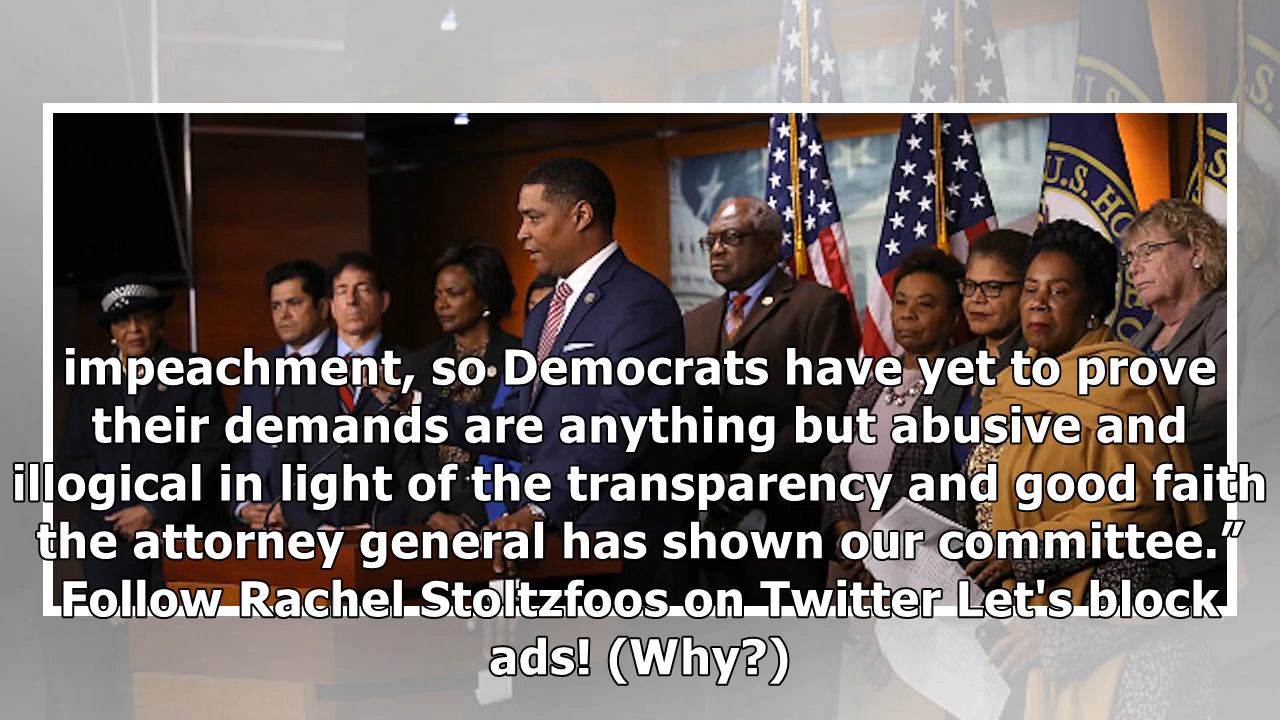 impeachment, so Democrats have yet to prove
their demands are anything but abusive and
illogical in light of the transparency and good faith
the attorney general has shown our committee.”
Follow Rachel Stoltzfoos on Twitter Let's block
ads! (Why?)
U.S. HO
U.S.